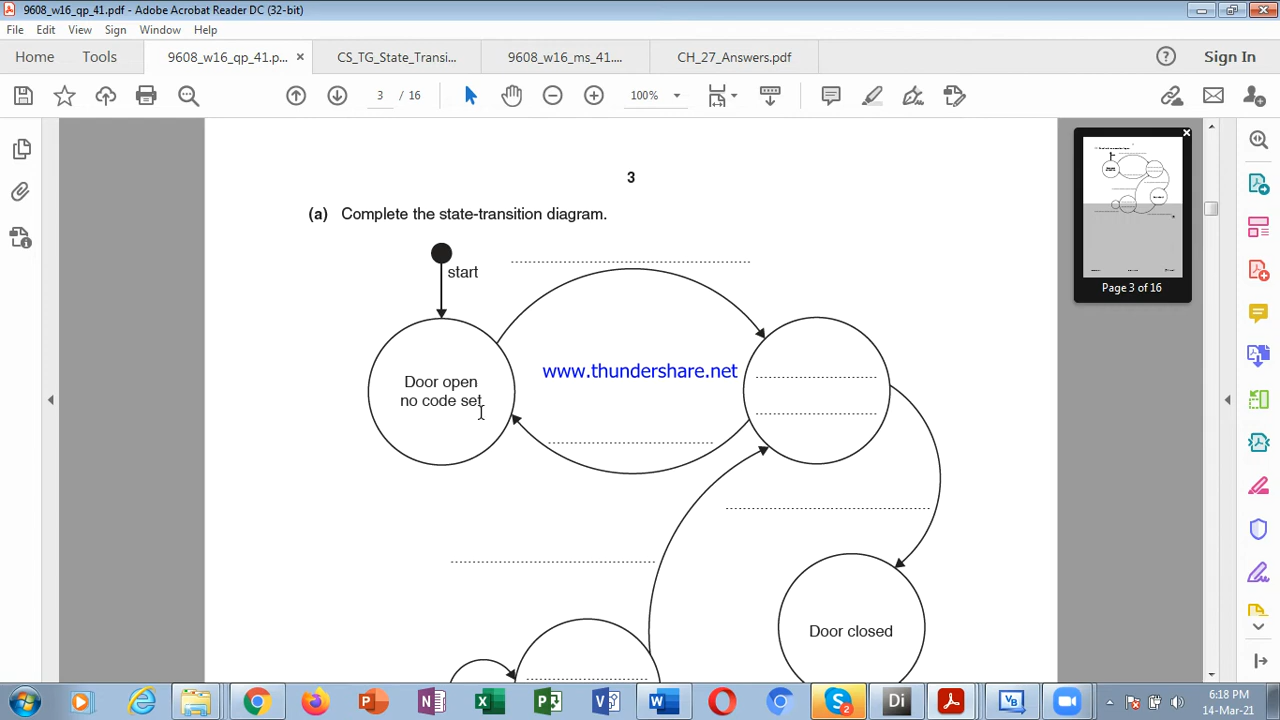 9608_w16_qp_41.pdf - Adobe Acrobat Reader DC (32-bit)
File Edit View Window Help
Home Tools 9608_w16_qp_41.p... × CS_TG_State_Transi... 9608_w16_ms_41.... CH_27_Answers.pdf Sign In
3 / 16 100%
3
(a) Complete the state-transition diagram.
start
Door open
no code set
www.thundershare.net
Door closed
Page 3 of 16
6:18 PM
14-Mar-21